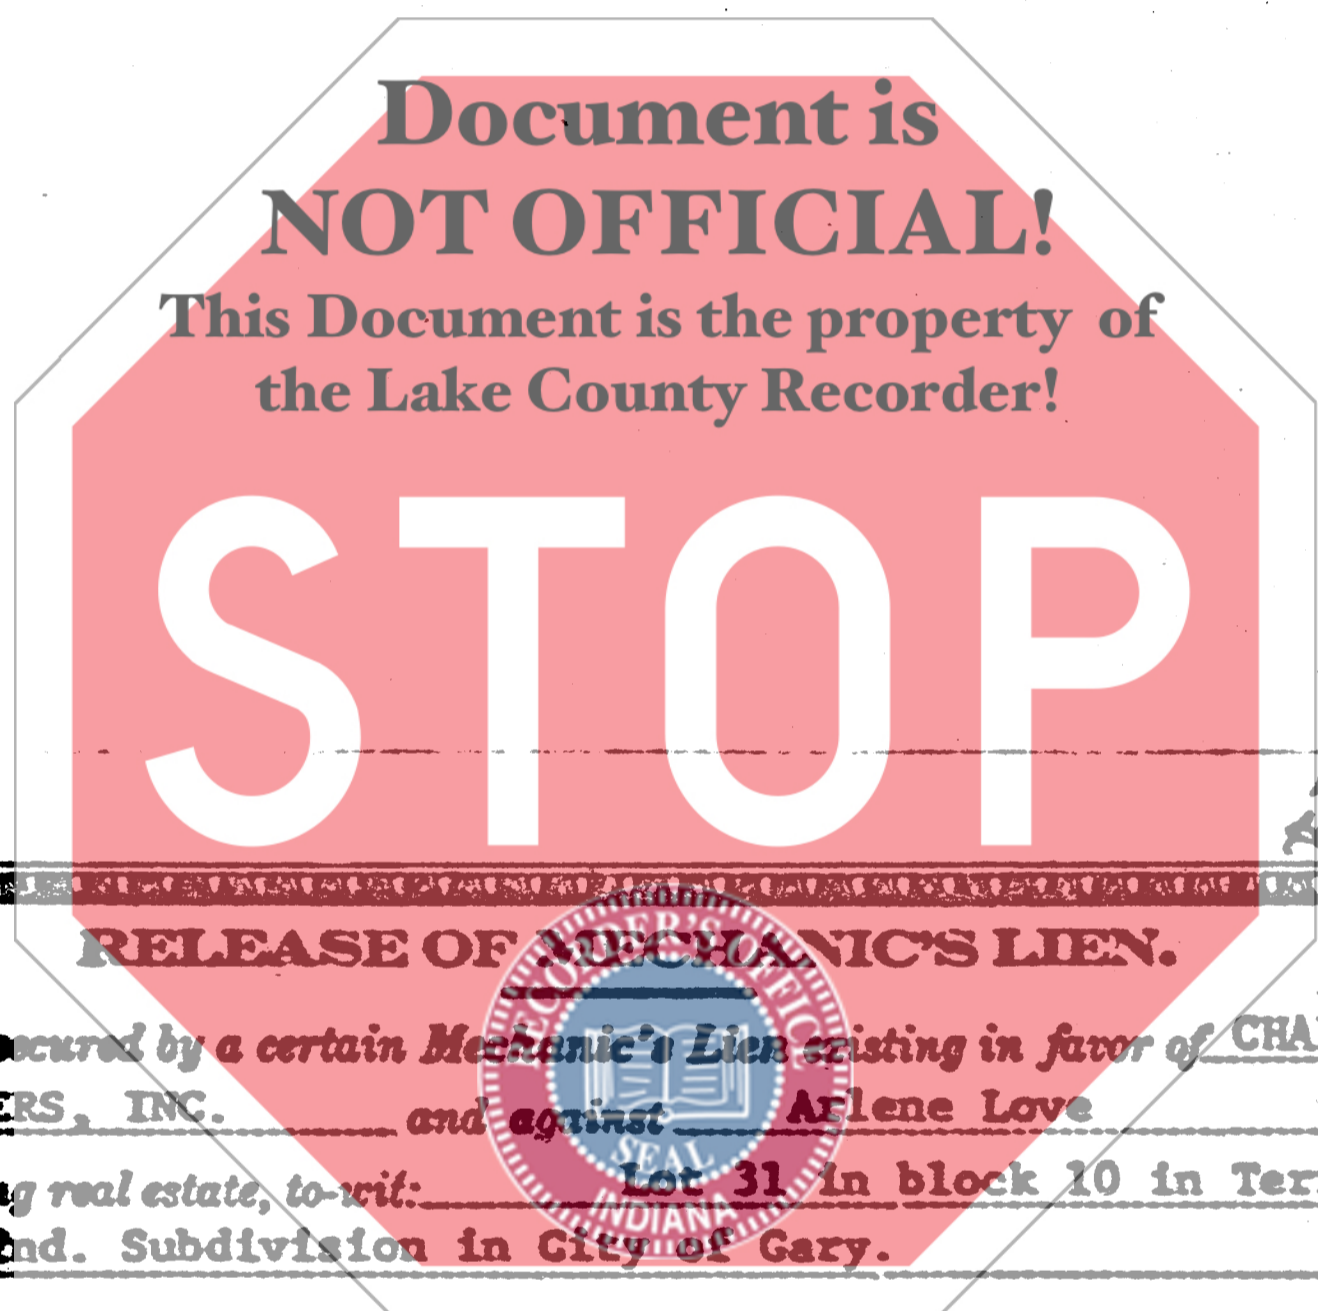 Document is
NOT OFFICIAL!
This Document is the property of
the Lake County Recorder!
STOP
RELEASE OF MECHANIC'S LIEN.
ecured by a certain Mechanic's Lien existing in favor of CHA
ERS, INC. and against Arlene Love
g real estate, to-wit: Lot 31 in block 10 in Ter
nd. Subdivision in City of Gary.
RECORDER'S OFFICE
SEAL
INDIANA